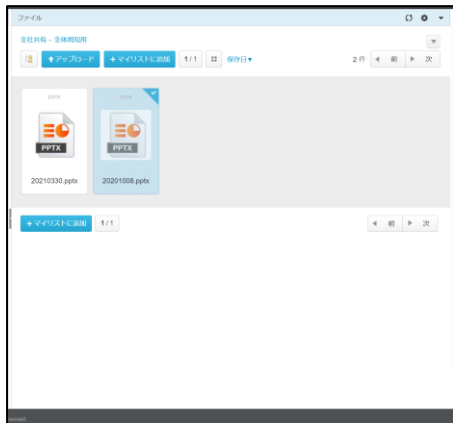 ファイル
全社共有 - 全体周知用
アップロード
+マイリストに追加
1/1
保存日▼
2件
◀ 前
▶ 次
pptx
PPTX
20210330.pptx
pptx
PPTX
20201008.pptx
+マイリストに追加
1/1
◀ 前
▶ 次